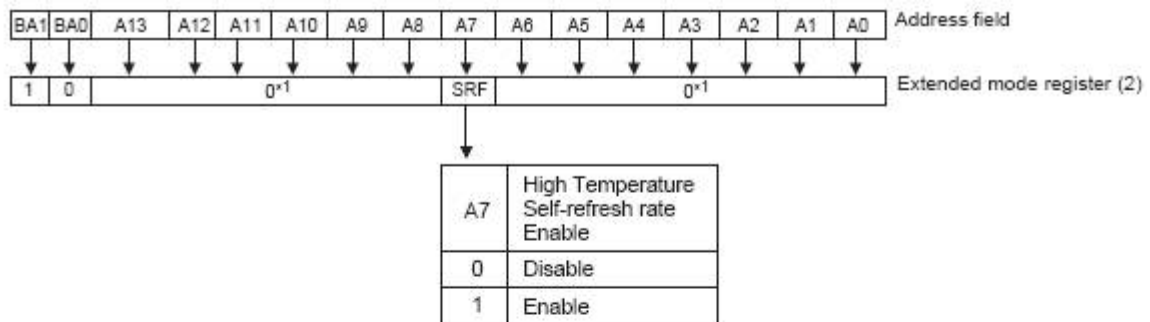 BA1 BA0 A13 A12 A11 A10 A9 A8 A7 A6 A5 A4 A3 A2 A1 A0 Address field
1 0 0*1 SRF 0*1 Extended mode register (2)
A7 High Temperature
Self-refresh rate
Enable
0 Disable
1 Enable